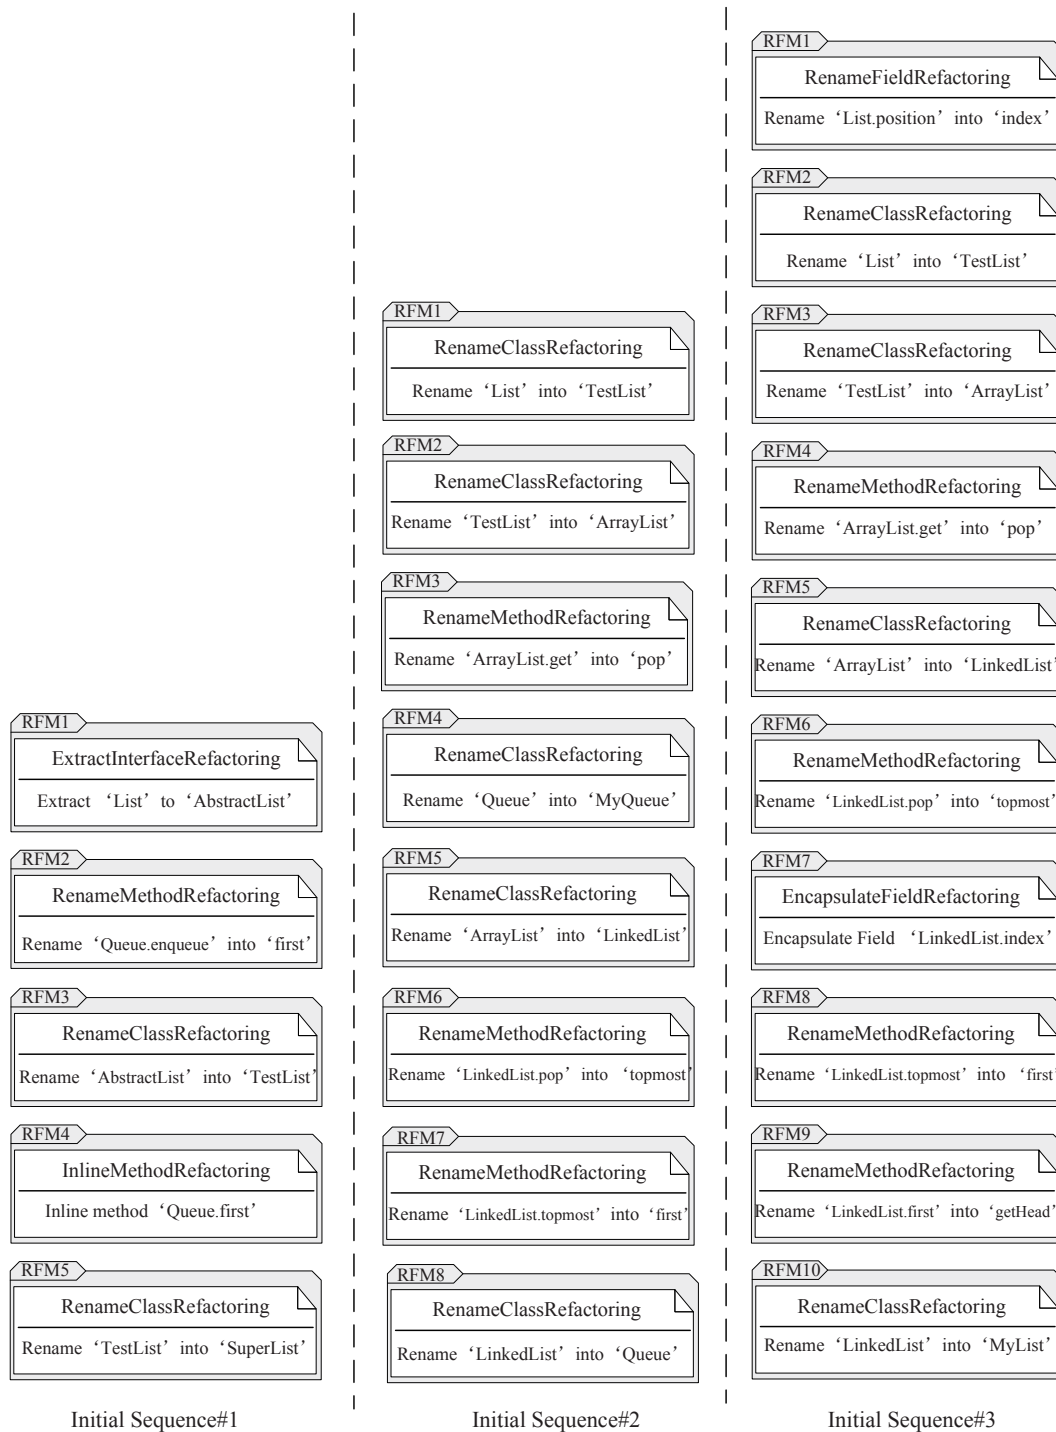 RFM1
ExtractInterfaceRefactoring
Extract ‘List’ to ‘AbstractList’
RFM2
RenameMethodRefactoring
Rename ‘Queue.enqueue’ into ‘first’
RFM3
RenameClassRefactoring
Rename ‘AbstractList’ into ‘TestList’
RFM4
InlineMethodRefactoring
Inline method ‘Queue.first’
RFM5
RenameClassRefactoring
Rename ‘TestList’ into ‘SuperList’
Initial Sequence#1
RFM1
RenameClassRefactoring
Rename ‘List’ into ‘TestList’
RFM2
RenameClassRefactoring
Rename ‘TestList’ into ‘ArrayList’
RFM3
RenameMethodRefactoring
Rename ‘ArrayList.get’ into ‘pop’
RFM4
RenameClassRefactoring
Rename ‘Queue’ into ‘MyQueue’
RFM5
RenameClassRefactoring
Rename ‘ArrayList’ into ‘LinkedList’
RFM6
RenameMethodRefactoring
Rename ‘LinkedList.pop’ into ‘topmost’
RFM7
RenameMethodRefactoring
Rename ‘LinkedList.topmost’ into ‘first’
RFM8
RenameClassRefactoring
Rename ‘LinkedList’ into ‘Queue’
Initial Sequence#2
RFM1
RenameFieldRefactoring
Rename ‘List.position’ into ‘index’
RFM2
RenameClassRefactoring
Rename ‘List’ into ‘TestList’
RFM3
RenameClassRefactoring
Rename ‘TestList’ into ‘ArrayList’
RFM4
RenameMethodRefactoring
Rename ‘ArrayList.get’ into ‘pop’
RFM5
RenameClassRefactoring
Rename ‘ArrayList’ into ‘LinkedList’
RFM6
RenameMethodRefactoring
Rename ‘LinkedList.pop’ into ‘topmost’
RFM7
EncapsulateFieldRefactoring
Encapsulate Field ‘LinkedList.index’
RFM8
RenameMethodRefactoring
Rename ‘LinkedList.topmost’ into ‘first’
RFM9
RenameMethodRefactoring
Rename ‘LinkedList.first’ into ‘getHead’
RFM10
RenameClassRefactoring
Rename ‘LinkedList’ into ‘MyList’
Initial Sequence#3